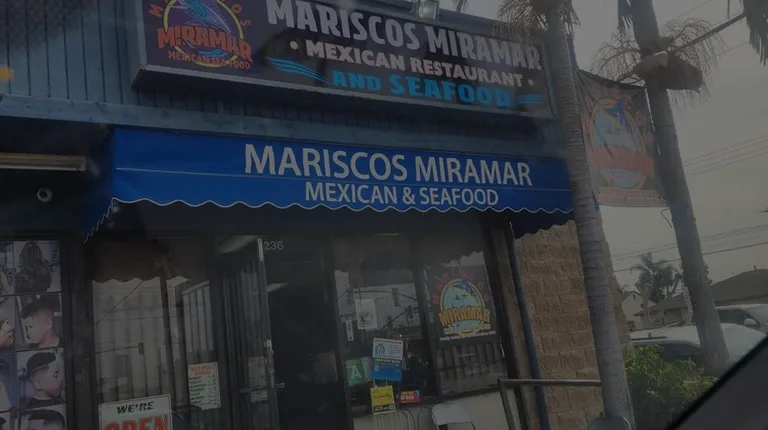 MIRAMAR
MEXICAN SEAFOOD
MARISCOS MIRAMAR
• MEXICAN RESTAURANT •
AND SEAFOOD
MARISCOS MIRAMAR
MEXICAN & SEAFOOD
236
MIRAMAR
A
WE'RE
OPEN